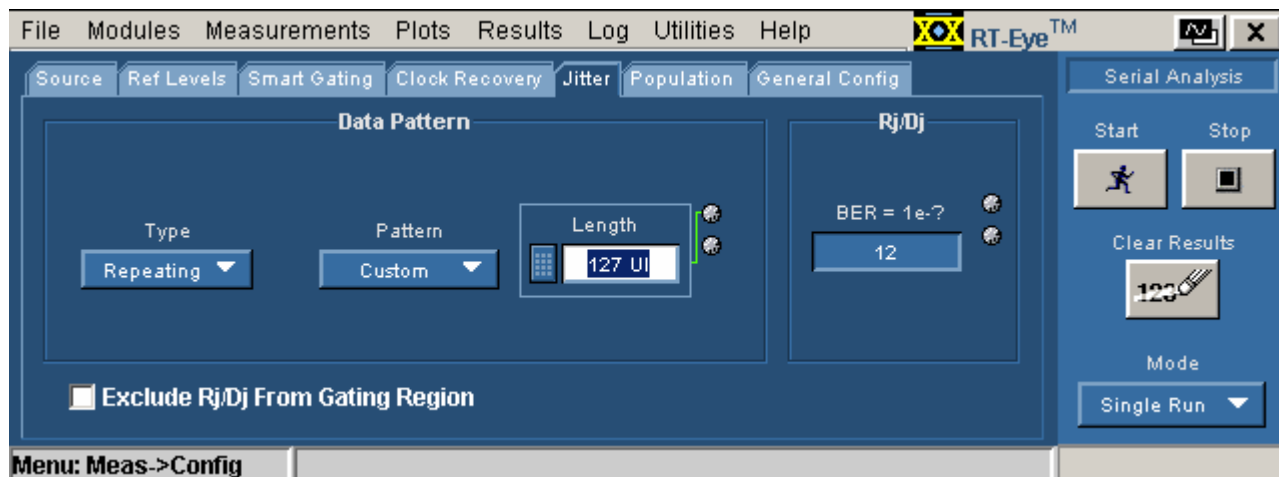 File Modules Measurements Plots Results Log Utilities Help RT-Eye™
Source Ref Levels Smart Gating Clock Recovery Jitter Population General Config
Serial Analysis
Data Pattern
Rj/Dj
Start Stop
Type
Repeating
Pattern
Custom
Length
127 UI
BER = 1e-?
12
Clear Results
123
Mode
Single Run
Exclude Rj/Dj From Gating Region
Menu: Meas->Config